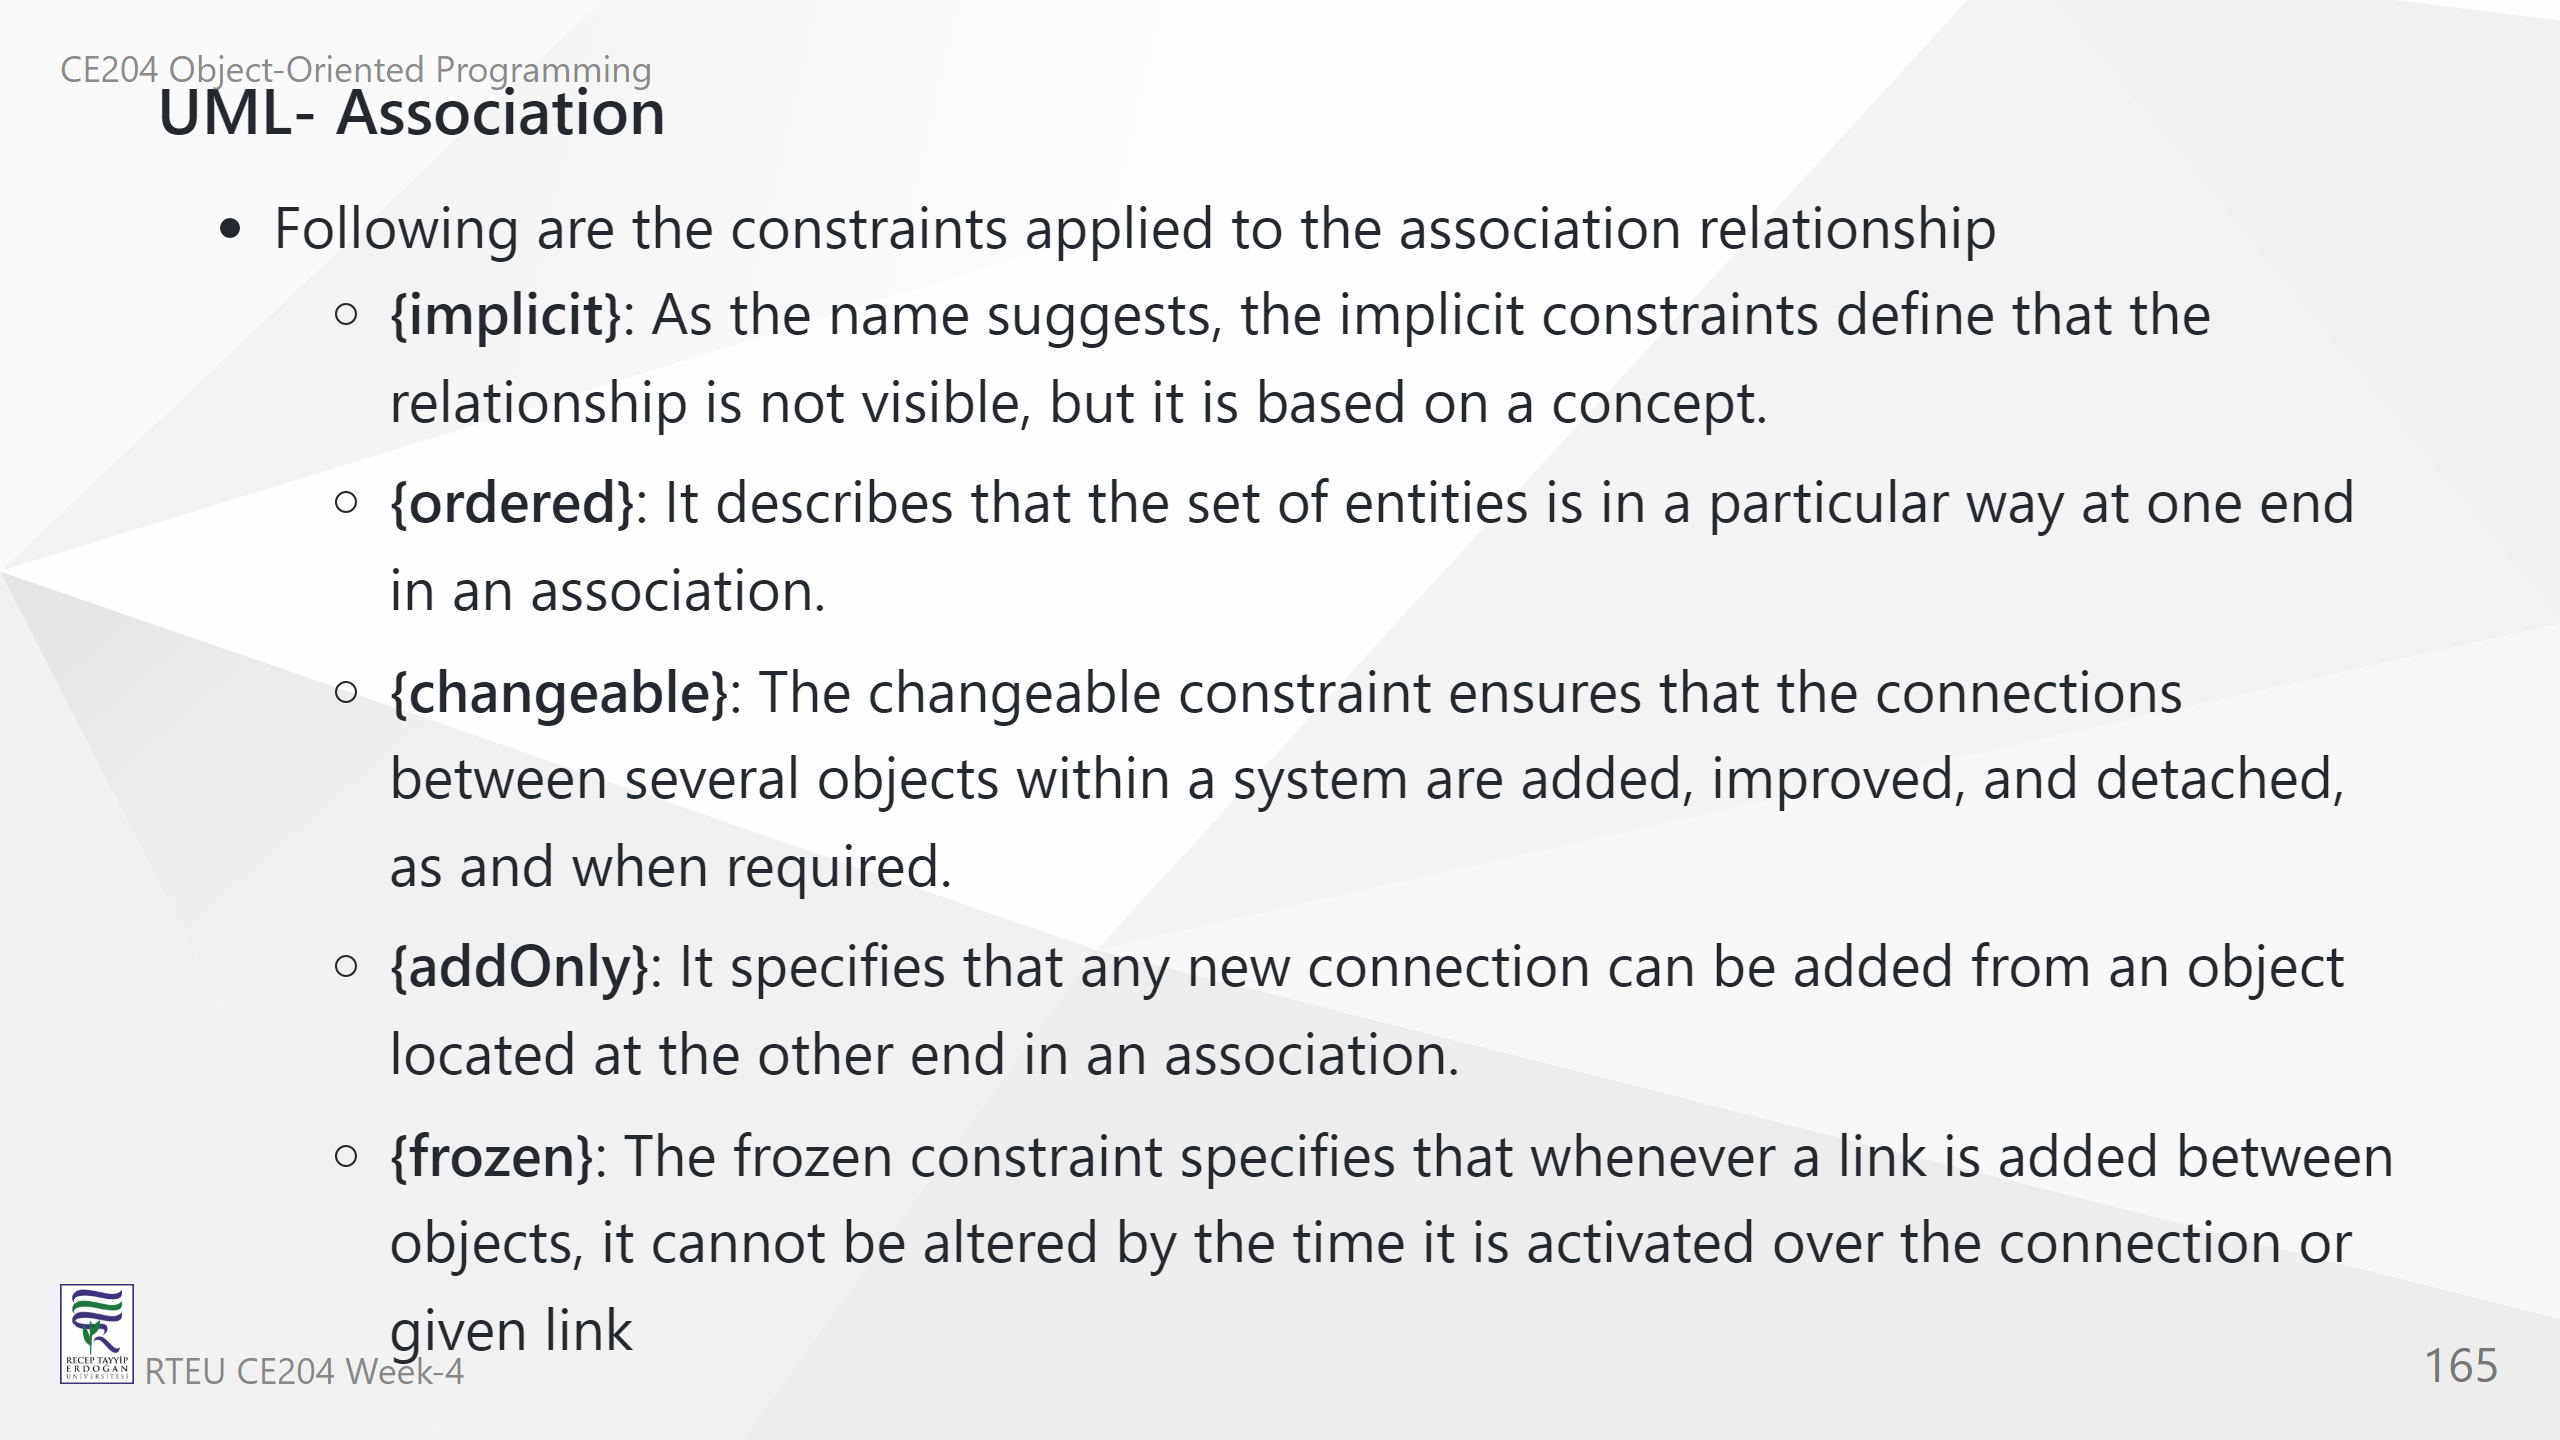 CE204 Object-Oriented Programming
UML- Association
• Following are the constraints applied to the association relationship
○ {implicit}: As the name suggests, the implicit constraints define that the
relationship is not visible, but it is based on a concept.
○ {ordered}: It describes that the set of entities is in a particular way at one end
in an association.
○ {changeable}: The changeable constraint ensures that the connections
between several objects within a system are added, improved, and detached,
as and when required.
○ {addOnly}: It specifies that any new connection can be added from an object
located at the other end in an association.
○ {frozen}: The frozen constraint specifies that whenever a link is added between
objects, it cannot be altered by the time it is activated over the connection or
given link
RECEP TAYYİP
ERDOĞAN
ÜNİVERSİTESİ
RTEU CE204 Week-4
165